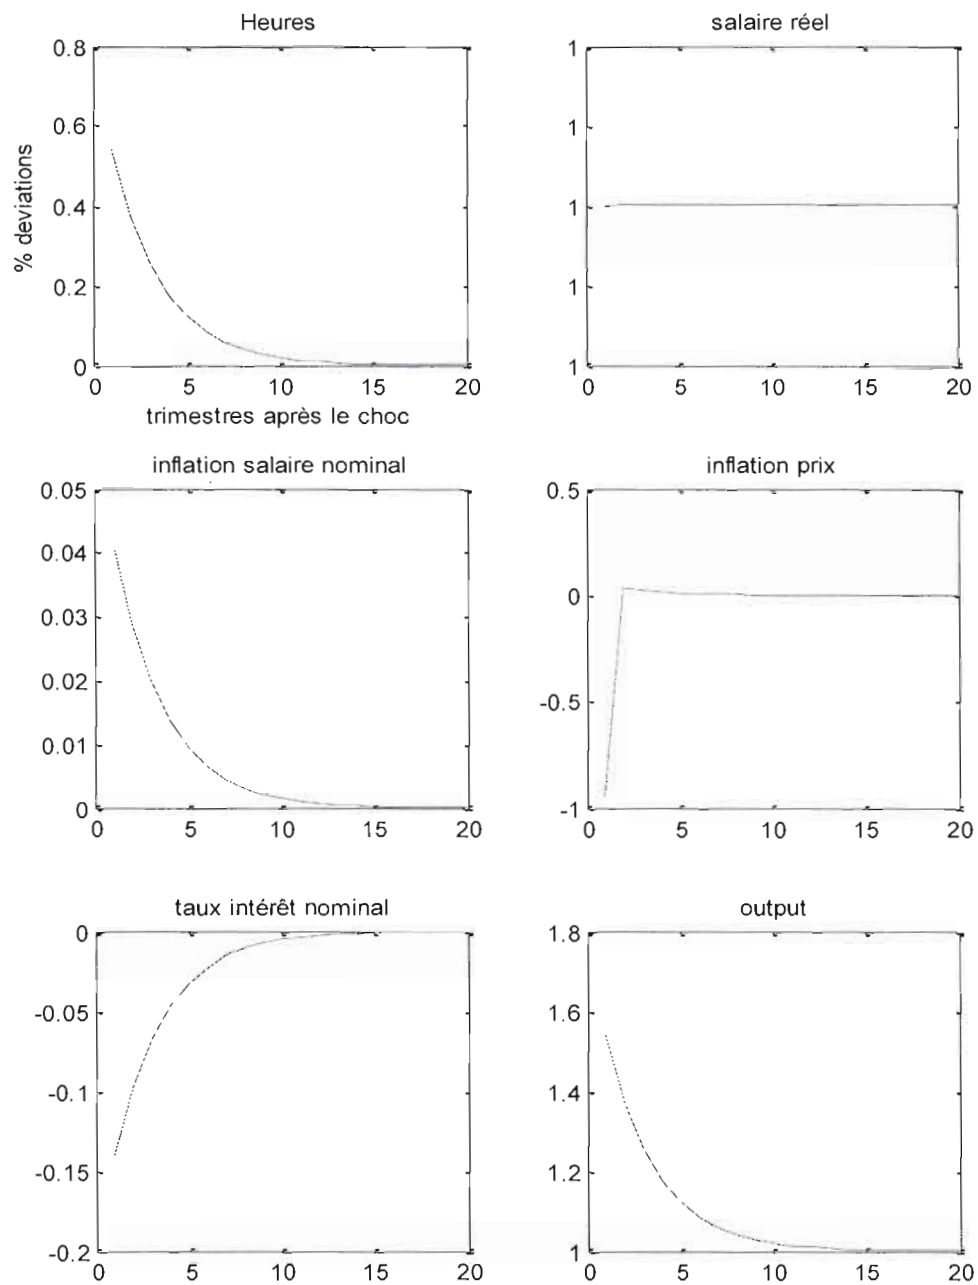 Heures
0.8
0.6
0.4
0.2
0
% deviations
0 5 10 15 20
trimestres après le choc
salaire réel
1
1
1
1
1
0 5 10 15 20
inflation salaire nominal
0.05
0.04
0.03
0.02
0.01
0
0 5 10 15 20
inflation prix
0.5
0
-0.5
-1
0 5 10 15 20
taux intérêt nominal
0
-0.05
-0.1
-0.15
-0.2
0 5 10 15 20
output
1.8
1.6
1.4
1.2
1
0 5 10 15 20